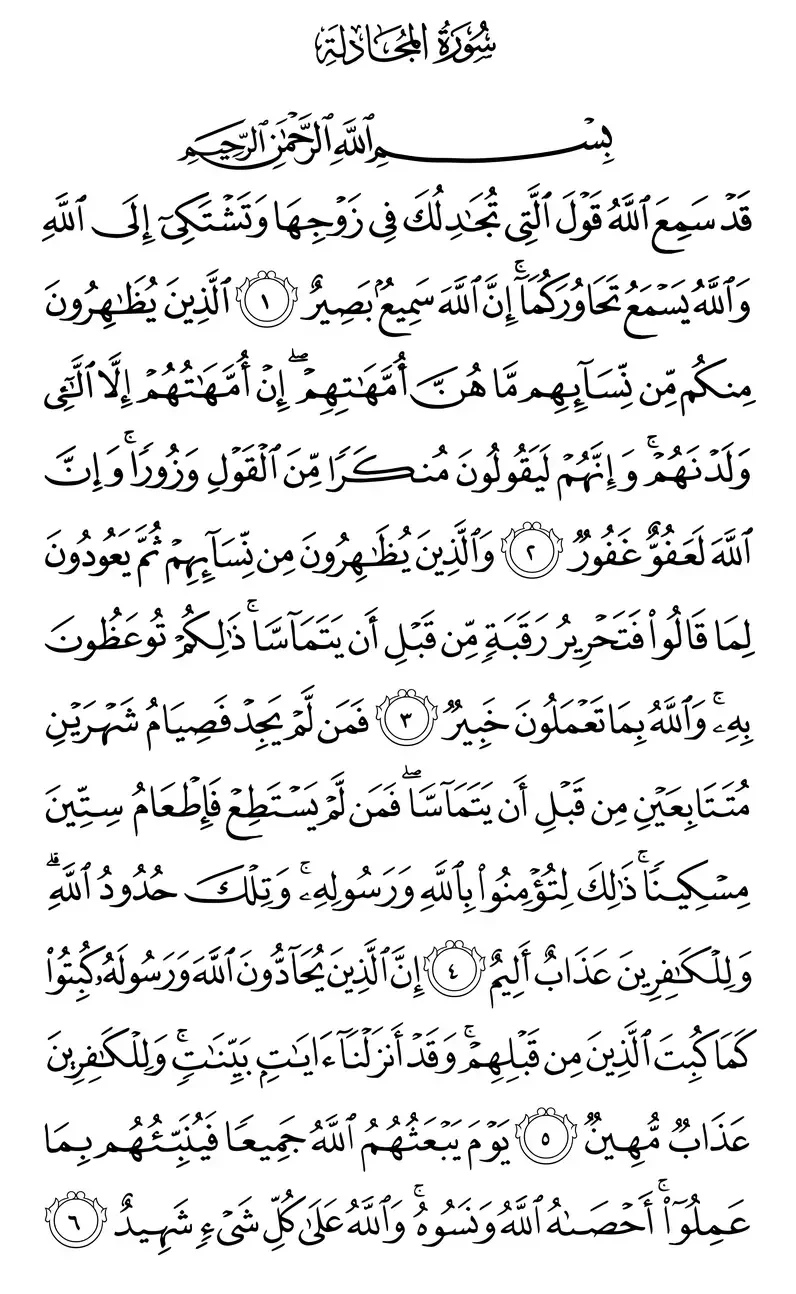 سُورَةُ المُجَادلَةِ
بِسۡمِ ٱللَّهِ ٱلرَّحۡمَٰنِ ٱلرَّحِيمِ
قَدۡ سَمِعَ ٱللَّهُ قَوۡلَ ٱلَّتِي تُجَٰدِلُكَ فِي زَوۡجِهَا وَتَشۡتَكِيٓ إِلَى ٱللَّهِ
وَٱللَّهُ يَسۡمَعُ تَحَاوُرَكُمَآۚ إِنَّ ٱللَّهَ سَمِيعُۢ بَصِيرٌ ١ ٱلَّذِينَ يُظَٰهِرُونَ
مِنكُم مِّن نِّسَآئِهِم مَّا هُنَّ أُمَّهَٰتِهِمۡۖ إِنۡ أُمَّهَٰتُهُمۡ إِلَّا ٱلَّٰٓـِٔي
وَلَدۡنَهُمۡۚ وَإِنَّهُمۡ لَيَقُولُونَ مُنكَرٗا مِّنَ ٱلۡقَوۡلِ وَزُورٗاۚ وَإِنَّ
ٱللَّهَ لَعَفُوٌّ غَفُورٞ ٢ وَٱلَّذِينَ يُظَٰهِرُونَ مِن نِّسَآئِهِمۡ ثُمَّ يَعُودُونَ
لِمَا قَالُواْ فَتَحۡرِيرُ رَقَبَةٖ مِّن قَبۡلِ أَن يَتَمَآسَّاۚ ذَٰلِكُمۡ تُوعَظُونَ
بِهِۦۚ وَٱللَّهُ بِمَا تَعۡمَلُونَ خَبِيرٞ ٣ فَمَن لَّمۡ يَجِدۡ فَصِيَامُ شَهۡرَيۡنِ
مُتَتَابِعَيۡنِ مِن قَبۡلِ أَن يَتَمَآسَّاۖ فَمَن لَّمۡ يَسۡتَطِعۡ فَإِطۡعَامُ سِتِّينَ
مِسۡكِينٗاۚ ذَٰلِكَ لِتُؤۡمِنُواْ بِٱللَّهِ وَرَسُولِهِۦۚ وَتِلۡكَ حُدُودُ ٱللَّهِۗ
وَلِلۡكَٰفِرِينَ عَذَابٌ أَلِيمٌ ٤ إِنَّ ٱلَّذِينَ يُحَآدُّونَ ٱللَّهَ وَرَسُولَهُۥ كُبِتُواْ
كَمَا كُبِتَ ٱلَّذِينَ مِن قَبۡلِهِمۡۚ وَقَدۡ أَنزَلۡنَآ ءَايَٰتِۭ بَيِّنَٰتٖۚ وَلِلۡكَٰفِرِينَ
عَذَابٞ مُّهِينٞ ٥ يَوۡمَ يَبۡعَثُهُمُ ٱللَّهُ جَمِيعٗا فَيُنَبِّئُهُم بِمَا
عَمِلُوٓاْۚ أَحۡصَىٰهُ ٱللَّهُ وَنَسُوهُۚ وَٱللَّهُ عَلَىٰ كُلِّ شَيۡءٖ شَهِيدٌ ٦